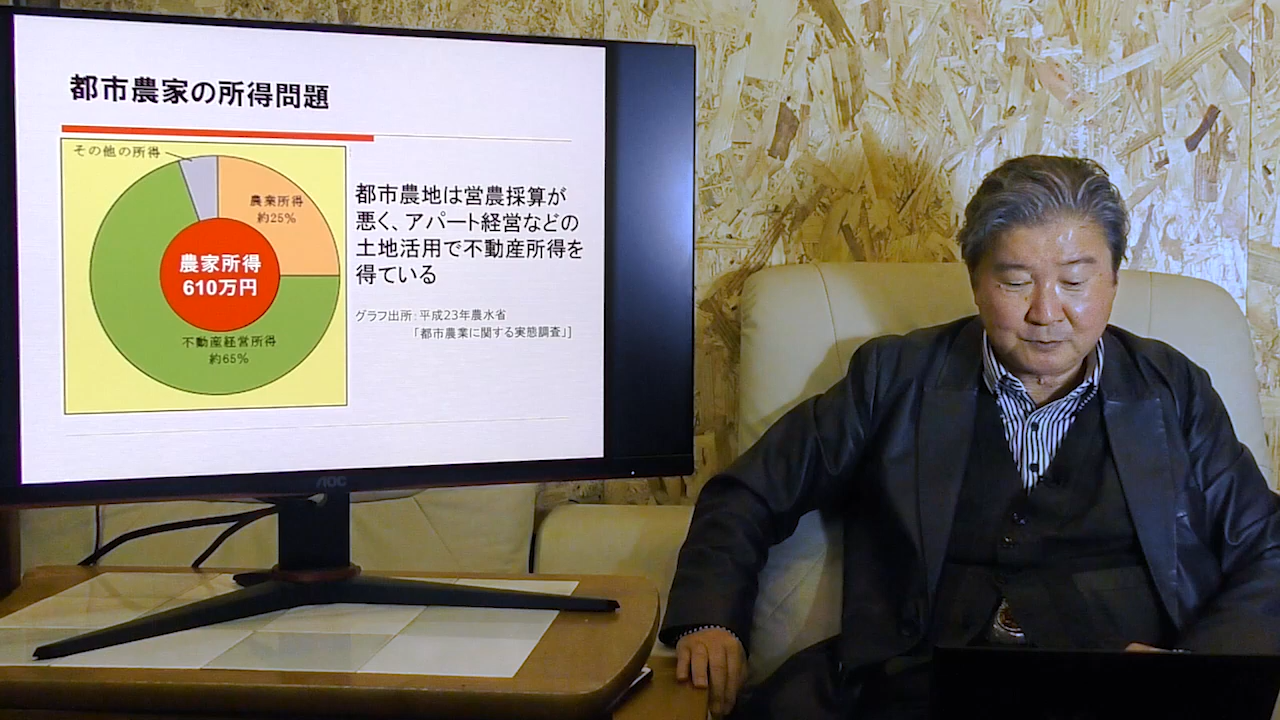 都市農家の所得問題
その他の所得
農業所得
約25%
農家所得
610万円
不動産経営所得
約65%
都市農地は営農採算が
悪く、アパート経営などの
土地活用で不動産所得を
得ている
グラフ出所：平成23年農水省
「都市農業に関する実態調査」]
AOC